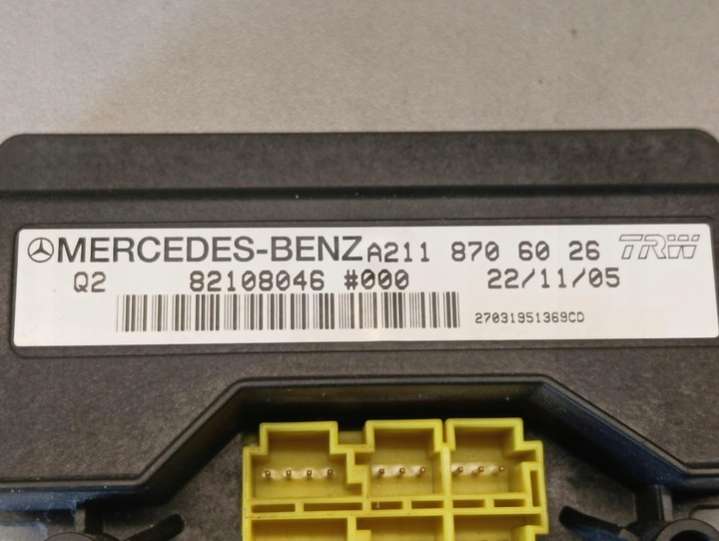 MERCEDES-BENZ A211 870 60 26 TRW
Q2 82108046 #000 22/11/05
27031951369CD